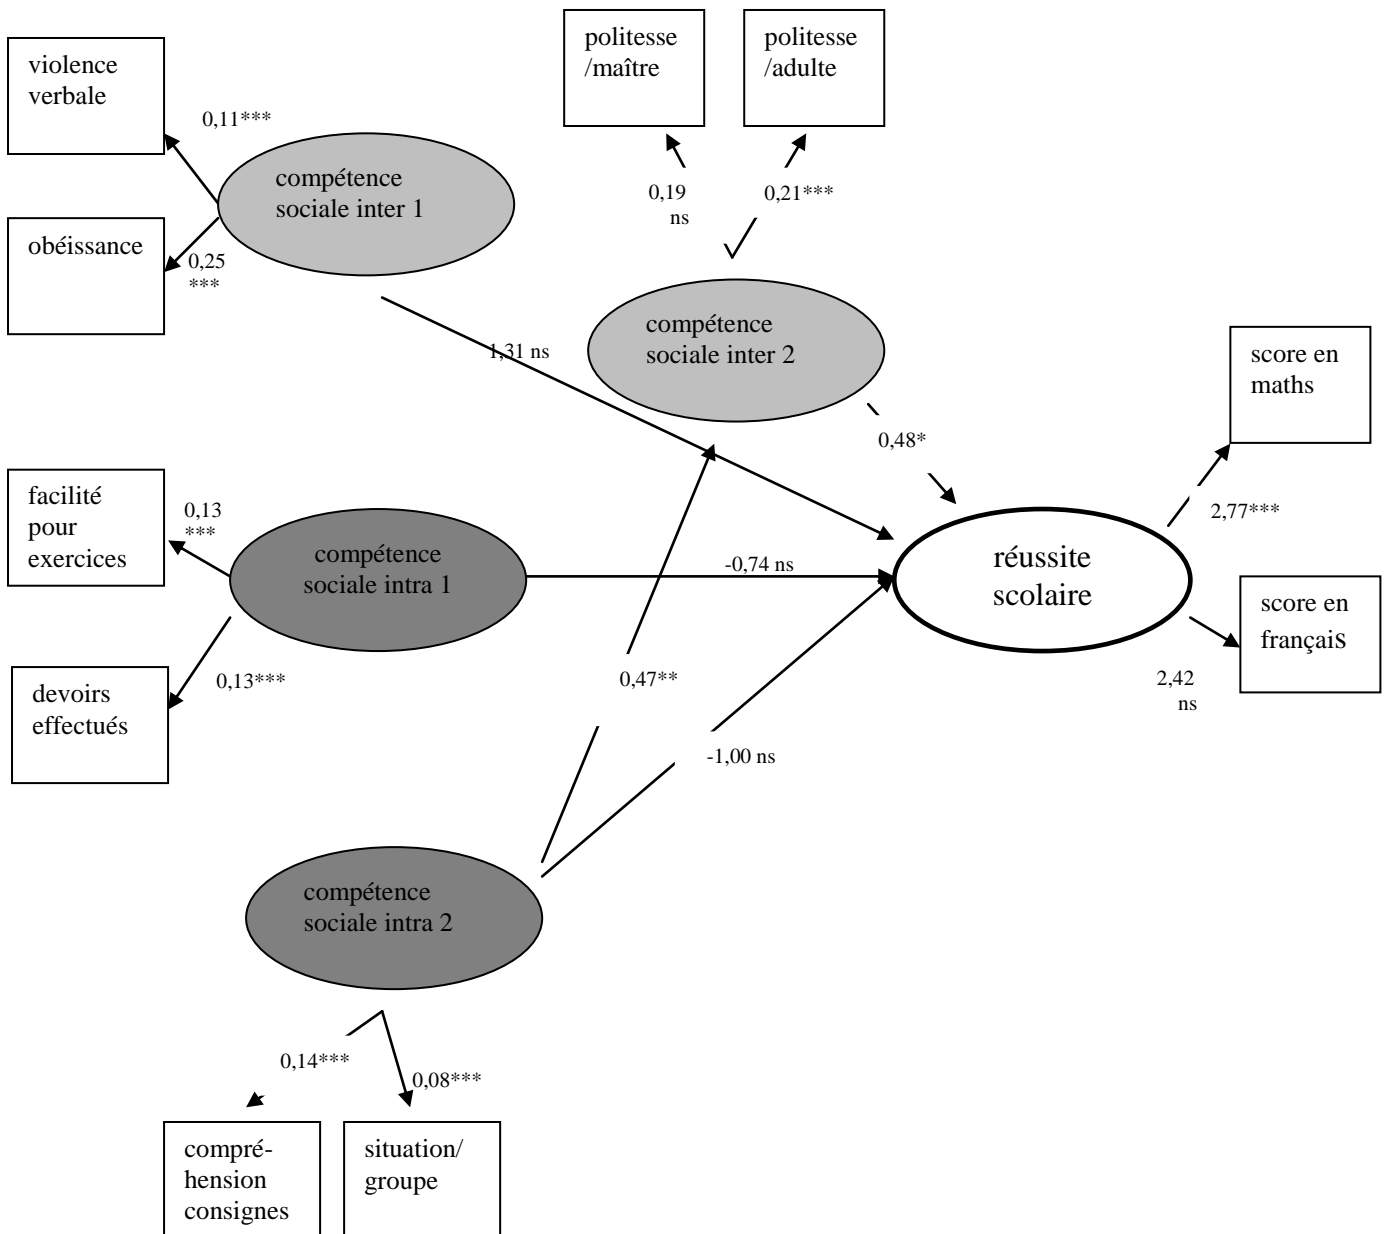 politesse
/maître
politesse
/adulte
violence
verbale
0,11***
compétence
sociale inter 1
0,19
ns
0,21***
obéissance
0,25
***
compétence
sociale inter 2
1,31 ns
score en
maths
0,48*
facilité
pour
exercices
0,13
***
2,77***
compétence
sociale intra 1
-0,74 ns
réussite
scolaire
score en
français
0,13***
0,47**
2,42
ns
devoirs
effectués
-1,00 ns
compétence
sociale intra 2
0,14***
0,08***
compré-
hension
consignes
situation/
groupe